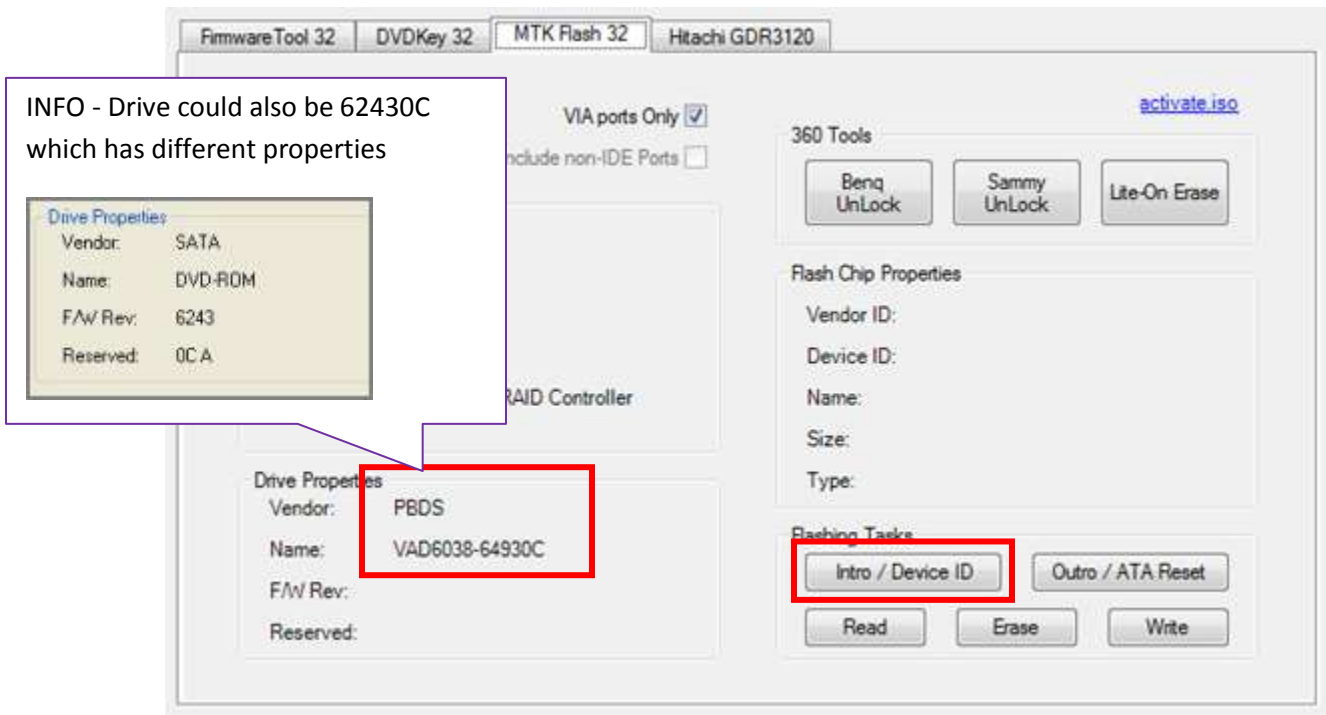 FirmwareTool 32
DVDKey 32
MTK Flash 32
Hitachi GDR3120
INFO - Drive could also be 62430C
which has different properties
Drive Properties
Vendor: SATA
Name: DVD-ROM
F/W Rev: 6243
Reserved: 0C A
VIA ports Only
nclude non-IDE Ports
RAID Controller
Drive Properties
Vendor: PBDS
Name: VAD6038-64930C
F/W Rev:
Reserved:
activate.iso
360 Tools
Benq
UnLock
Sammy
UnLock
Lite-On Erase
Flash Chip Properties
Vendor ID:
Device ID:
Name:
Size:
Type:
Flashing Tasks
Intro / Device ID
Outro / ATA Reset
Read
Erase
Write